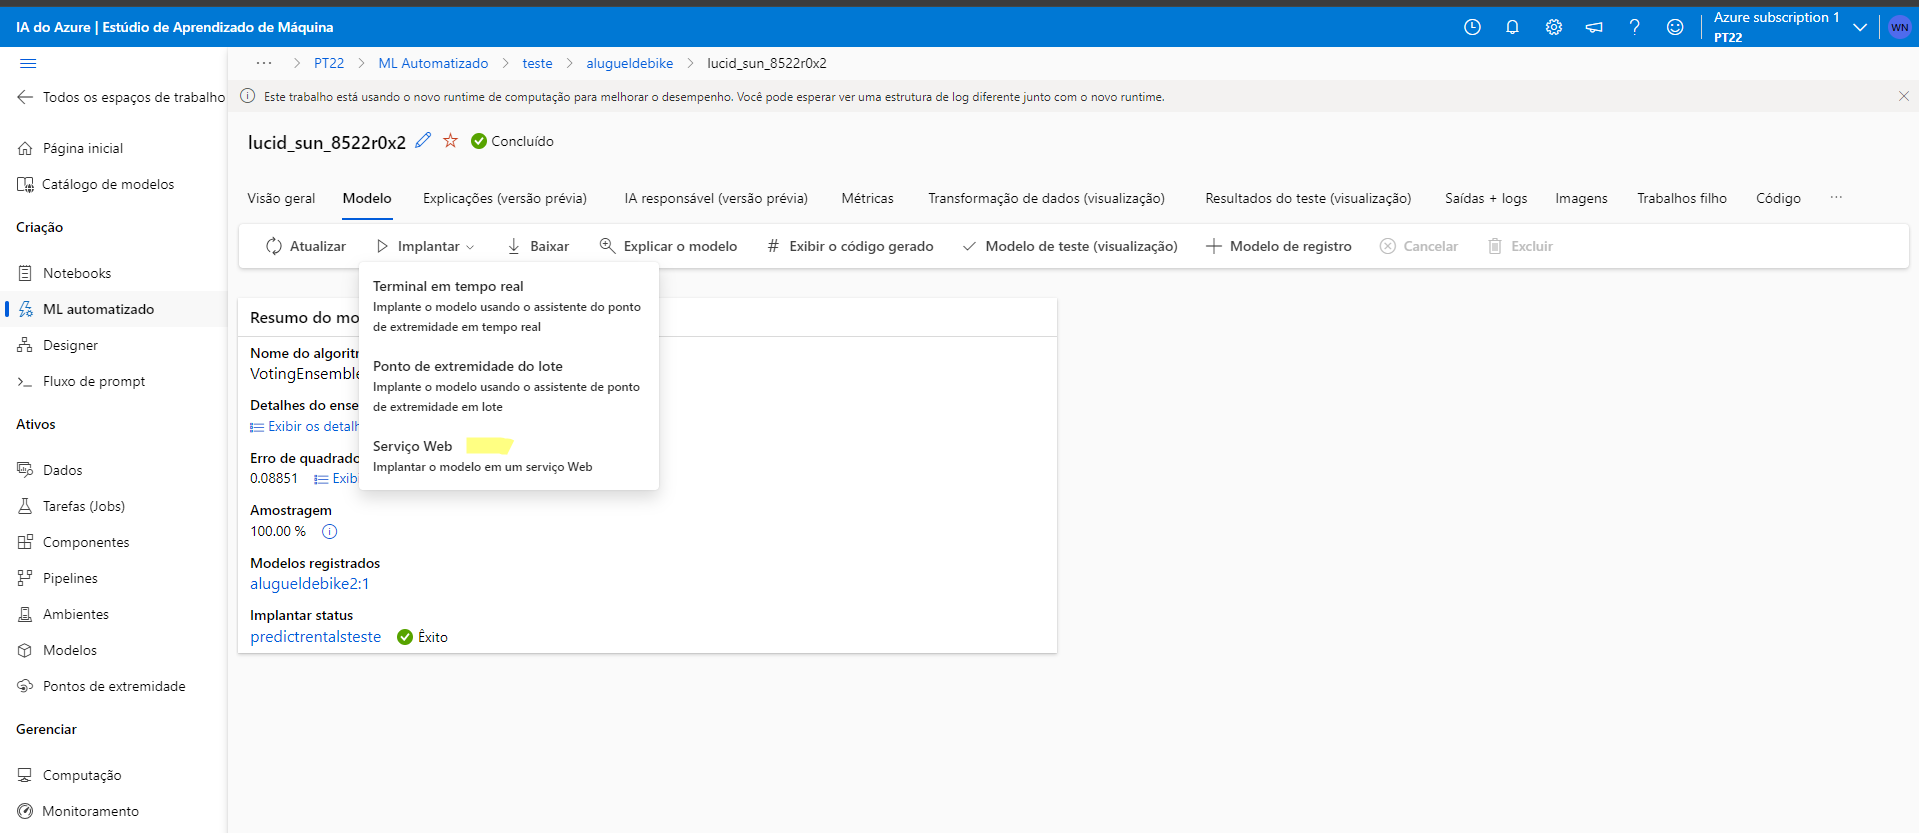 IA do Azure | Estúdio de Aprendizado de Máquina
Azure subscription 1
PT22
WN
Todos os espaços de trabalho
Página inicial
Catálogo de modelos
Criação
Notebooks
ML automatizado
Designer
Fluxo de prompt
Ativos
Dados
Tarefas (Jobs)
Componentes
Pipelines
Ambientes
Modelos
Pontos de extremidade
Gerenciar
Computação
Monitoramento
... > PT22 > ML Automatizado > teste > alugueldebike > lucid_sun_8522r0x2
Este trabalho está usando o novo runtime de computação para melhorar o desempenho. Você pode esperar ver uma estrutura de log diferente junto com o novo runtime.
lucid_sun_8522r0x2 Concluído
Visão geral Modelo Explicações (versão prévia) IA responsável (versão prévia) Métricas Transformação de dados (visualização) Resultados do teste (visualização) Saídas + logs Imagens Trabalhos filho Código ...
Atualizar Implantar Baixar Explicar o modelo # Exibir o código gerado Modelo de teste (visualização) Modelo de registro Cancelar Excluir
Terminal em tempo real
Implante o modelo usando o assistente do ponto
de extremidade em tempo real
Ponto de extremidade do lote
Implante o modelo usando o assistente de ponto
de extremidade em lote
Serviço Web
Implantar o modelo em um serviço Web
Resumo do mo
Nome do algorit
VotingEnsemble
Detalhes do ense
Exibir os detalh
Erro de quadrado
0.08851 Exibi
Amostragem
100.00 %
Modelos registrados
alugueldebike2:1
Implantar status
predictrentalsteste Êxito